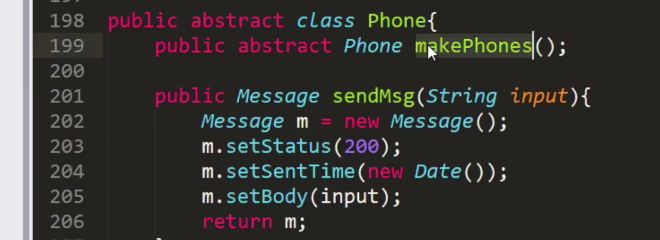 198 public abstract class Phone{
199 public abstract Phone makePhones();
200
201 public Message sendMsg(String input){
202 Message m = new Message();
203 m.setStatus(200);
204 m.setSentTime(new Date());
205 m.setBody(input);
206 return m;